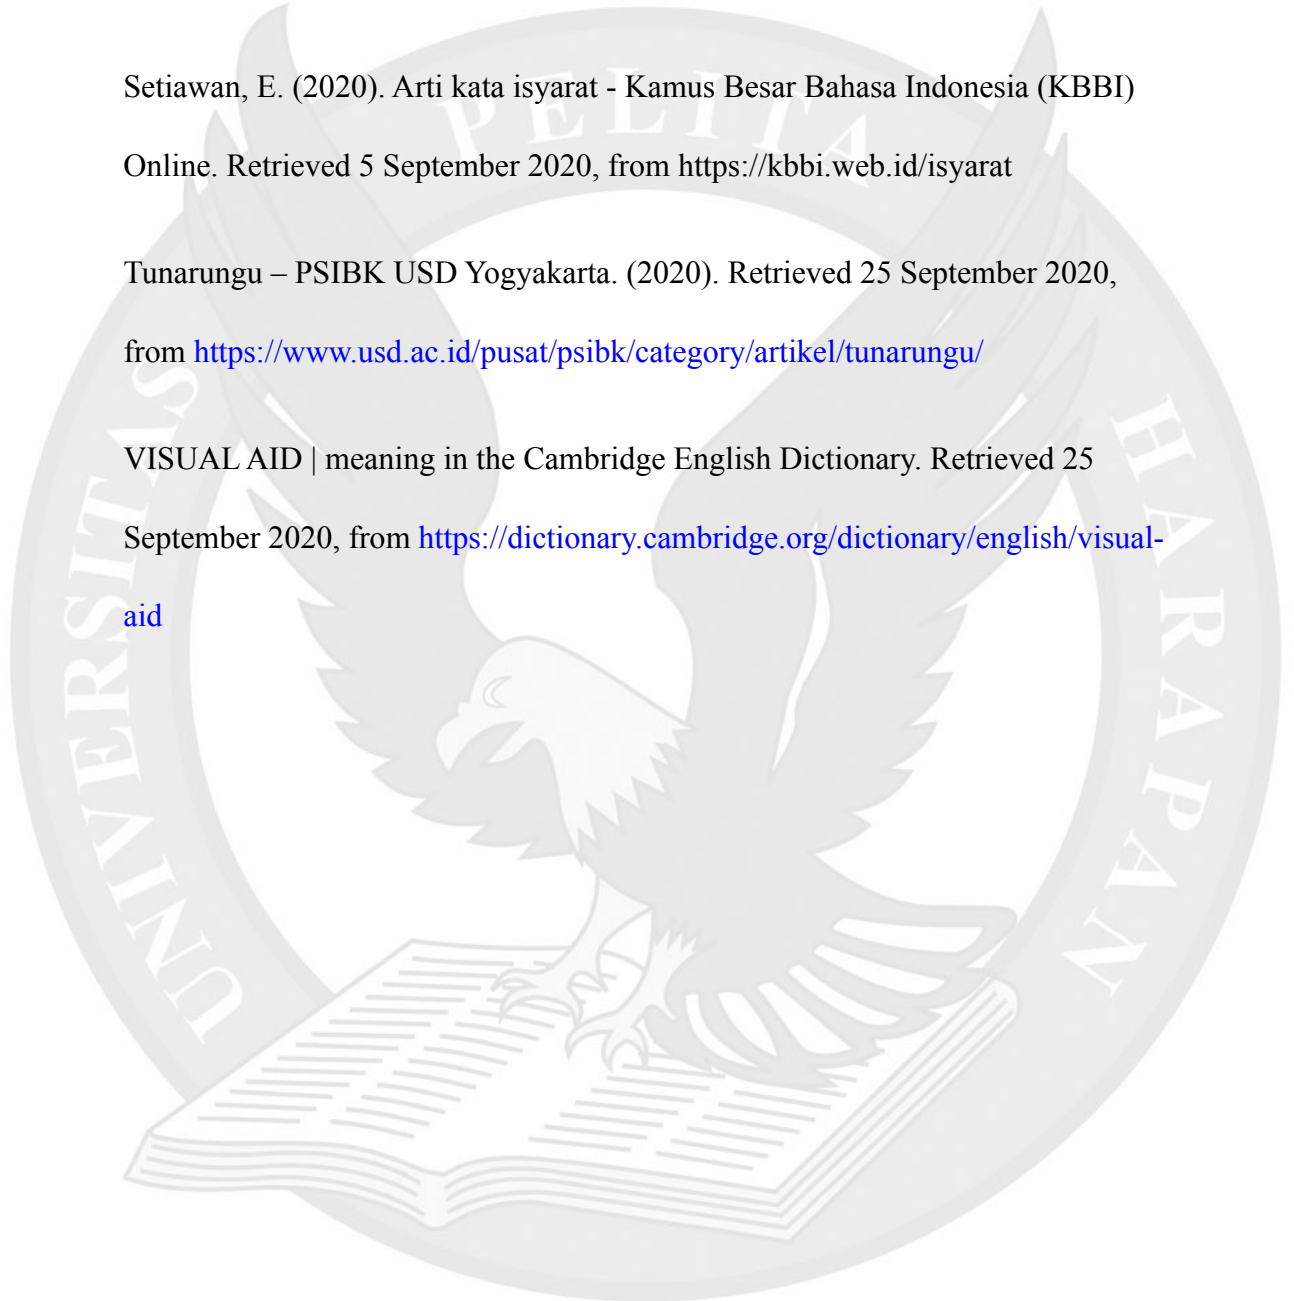 Setiawan, E. (2020). Arti kata isyarat - Kamus Besar Bahasa Indonesia (KBBI)
Online. Retrieved 5 September 2020, from https://kbbi.web.id/isyarat
Tunarungu – PSIBK USD Yogyakarta. (2020). Retrieved 25 September 2020,
from https://www.usd.ac.id/pusat/psibk/category/artikel/tunarungu/
VISUAL AID | meaning in the Cambridge English Dictionary. Retrieved 25
September 2020, from https://dictionary.cambridge.org/dictionary/english/visual-
aid
UNIVERSITAS PELITA HARAPAN